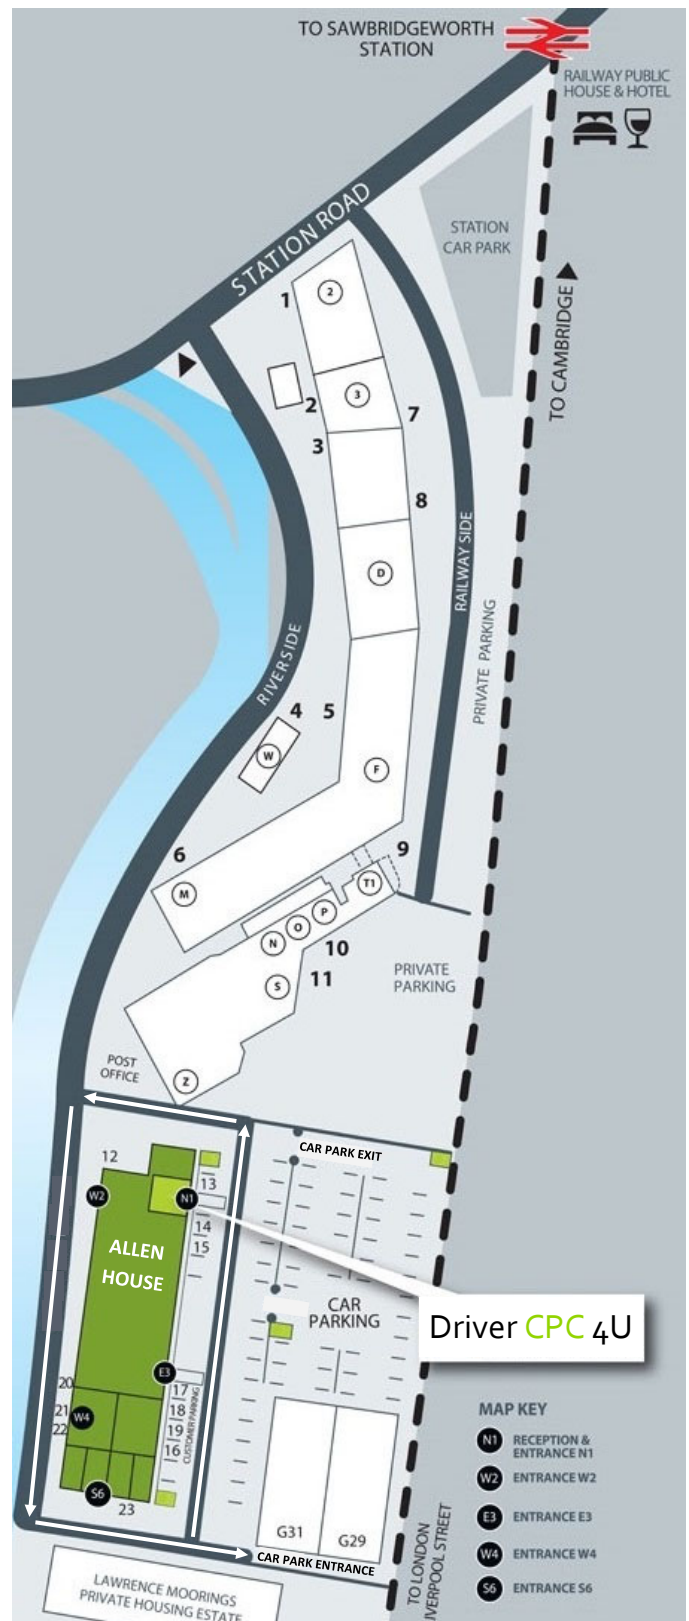 TO SAWBRIDGEWORTH
STATION
RAILWAY PUBLIC
HOUSE & HOTEL
STATION ROAD
STATION
CAR PARK
TO CAMBRIDGE
1
2
2
3
3
7
8
D
RAILWAY SIDE
PRIVATE PARKING
RIVERSIDE
4
5
W
F
6
9
M
T1
P
O
N
10
S
11
PRIVATE
PARKING
POST
OFFICE
Z
CAR PARK EXIT
12
13
W2
N1
14
15
ALLEN
HOUSE
CAR
PARKING
Driver CPC 4U
E3
20
17
21
W4
18
22
19
16
CUSTOMER PARKING
S6
23
G31
G29
CAR PARK ENTRANCE
TO LONDON
IVERPOOL STREET
LAWRENCE MOORINGS
PRIVATE HOUSING ESTATE
MAP KEY
N1 RECEPTION &
ENTRANCE N1
W2 ENTRANCE W2
E3 ENTRANCE E3
W4 ENTRANCE W4
S6 ENTRANCE S6